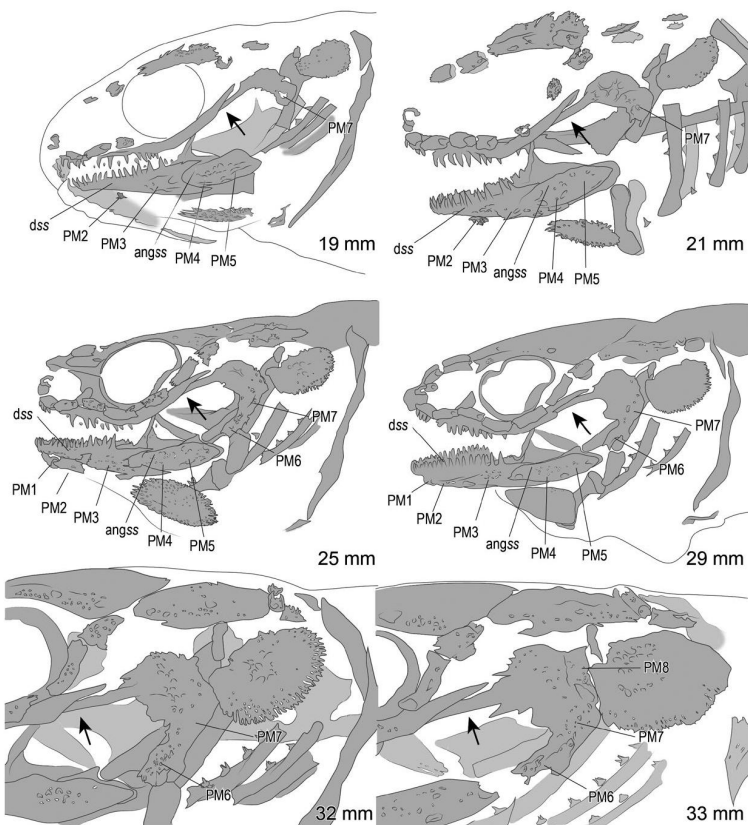 PM7
dss
PM2
PM3
angss
PM4
PM5
19 mm
PM7
dss
PM2
PM3
angss
PM4
PM5
21 mm
dss
PM7
PM6
PM1
PM2
PM3
angss
PM4
PM5
25 mm
dss
PM7
PM6
PM1
PM2
PM3
angss
PM4
PM5
29 mm
PM7
PM6
32 mm
PM8
PM7
PM6
33 mm